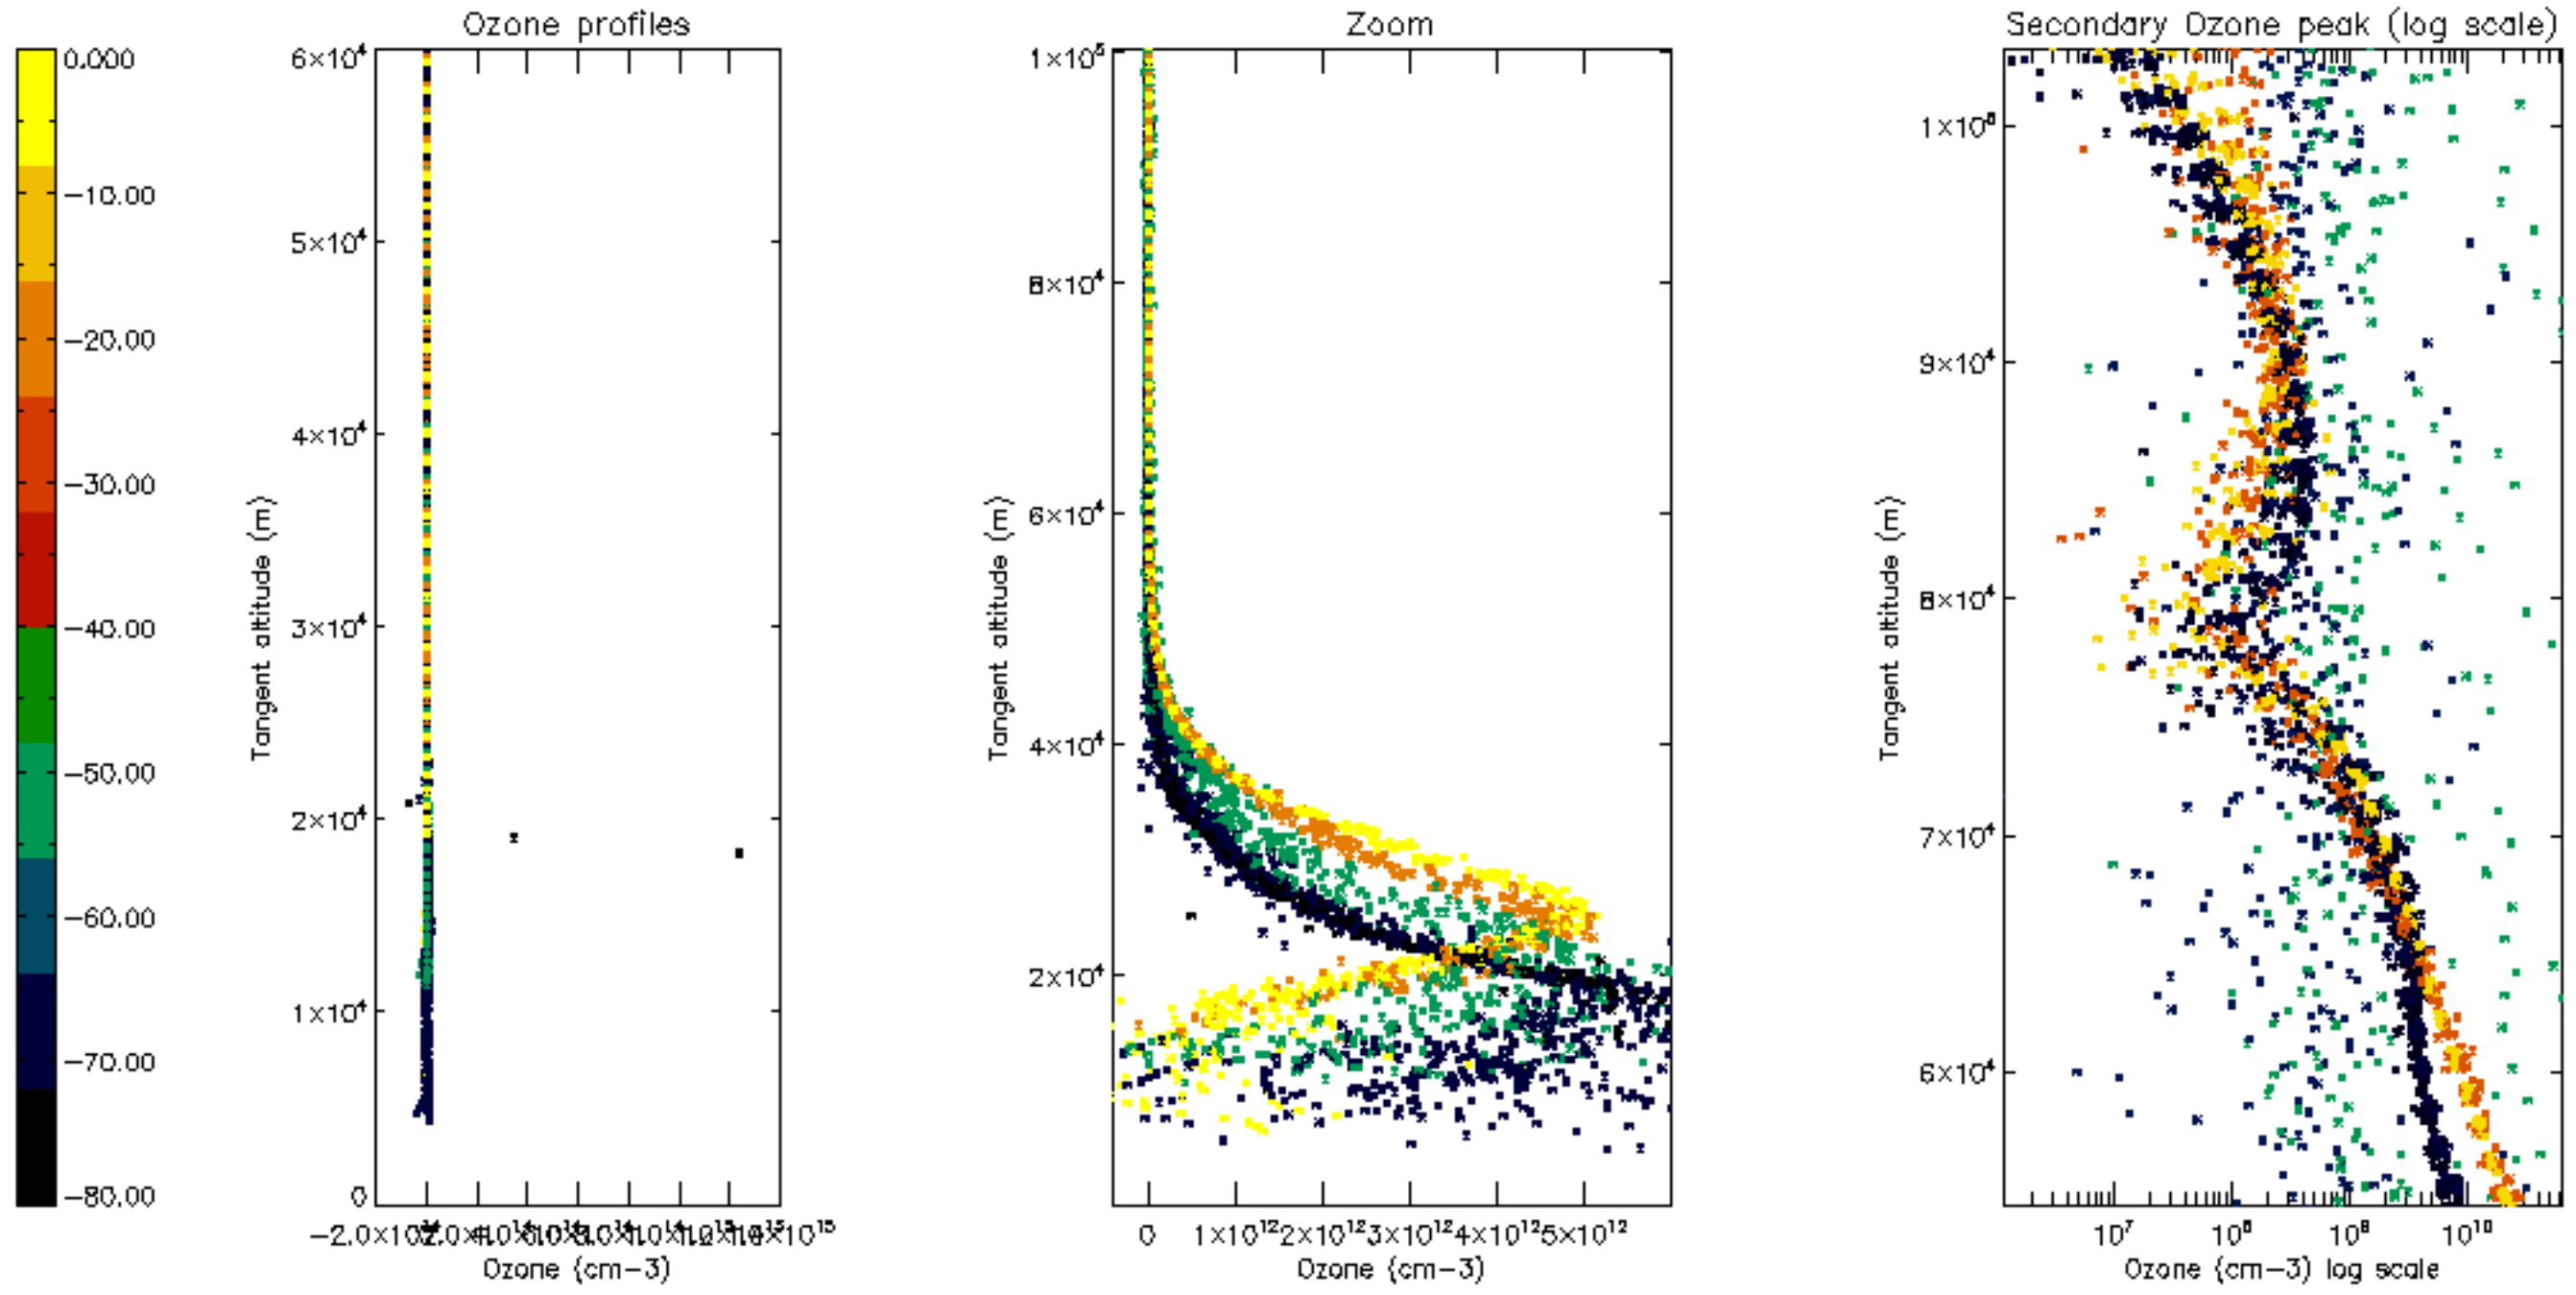 Ozone profiles
Zoom
Secondary Ozone peak (log scale)
0.000
−10.00
−20.00
−30.00
−40.00
−50.00
−60.00
−70.00
−80.00
6×10⁴
5×10⁴
4×10⁴
3×10⁴
2×10⁴
1×10⁴
0
Tangent altitude (m)
Ozone (cm−3)
1×10⁵
8×10⁴
6×10⁴
4×10⁴
2×10⁴
Tangent altitude (m)
0 1×10¹² 2×10¹² 3×10¹² 4×10¹² 5×10¹²
Ozone (cm−3)
1×10⁵
9×10⁴
8×10⁴
7×10⁴
6×10⁴
Tangent altitude (m)
10⁷ 10⁸ 10⁹ 10¹⁰
Ozone (cm−3) log scale